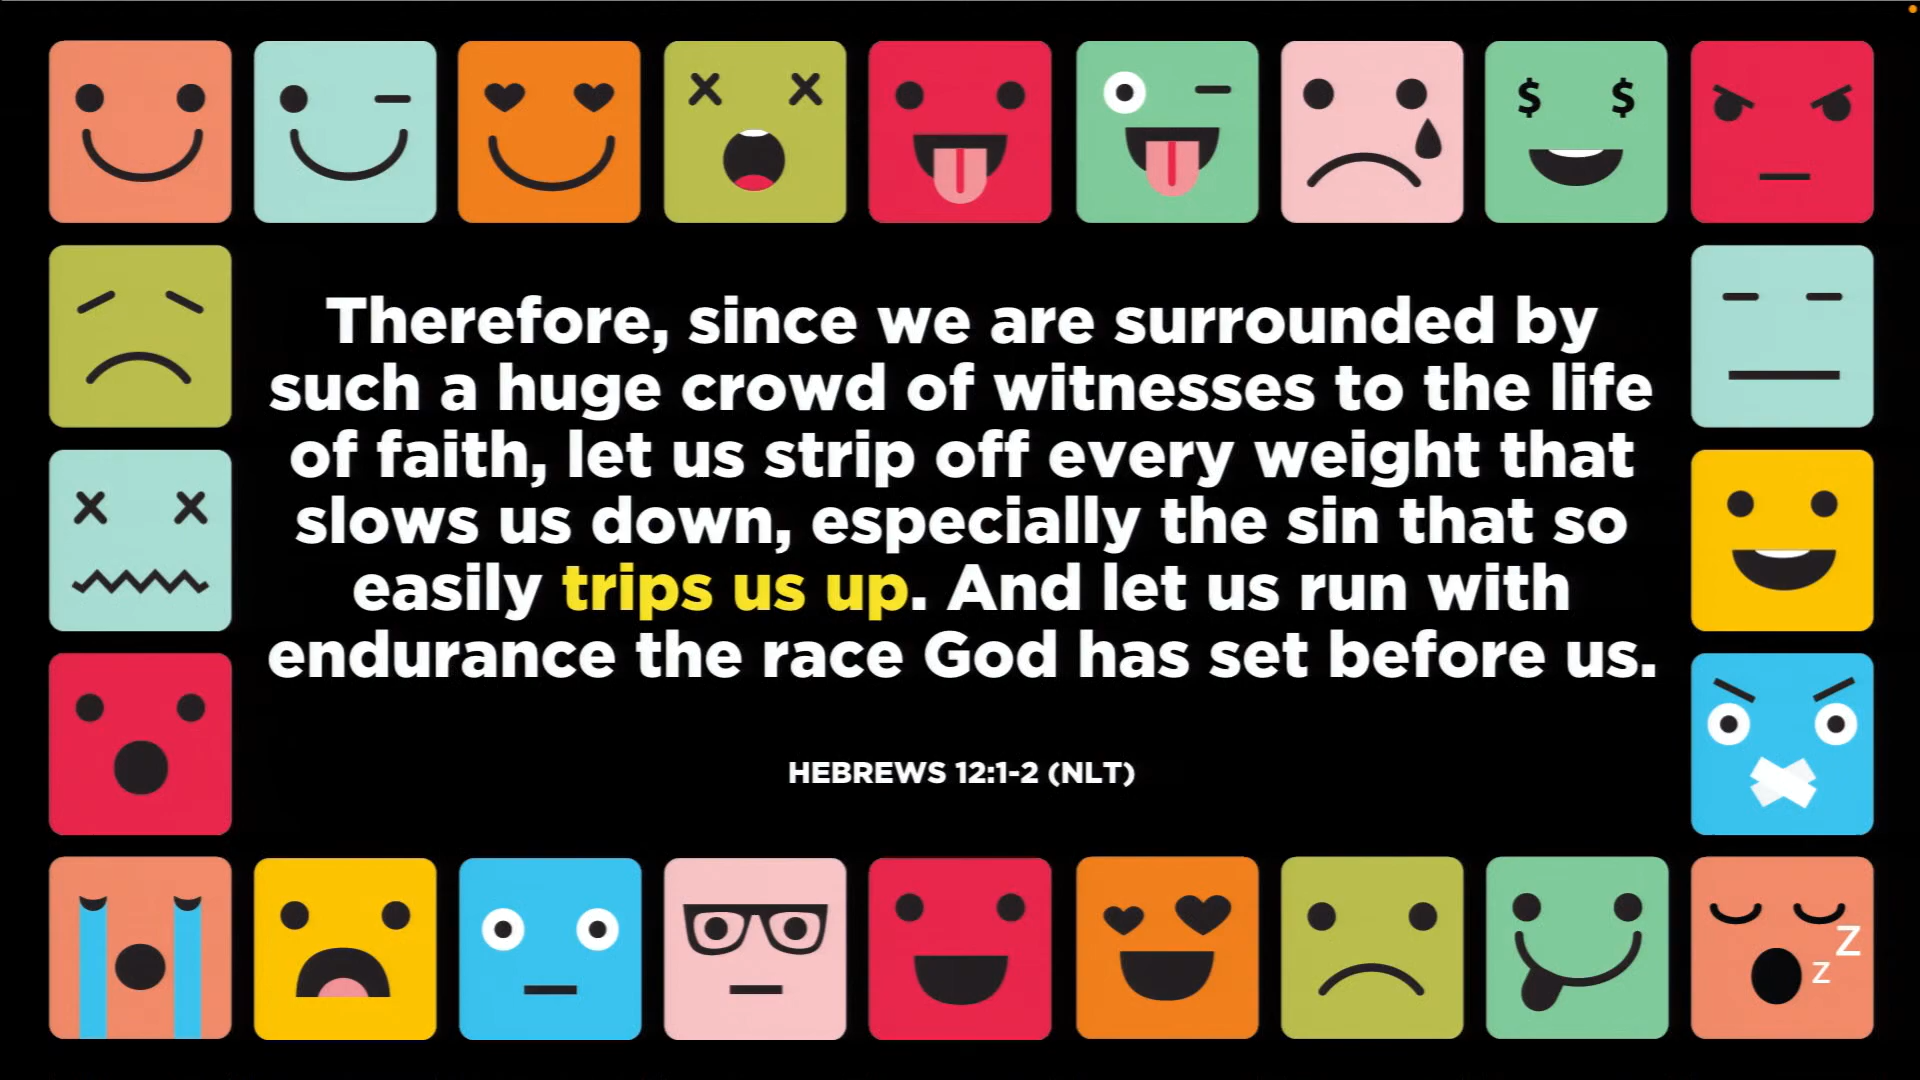 $ $
Therefore, since we are surrounded by
such a huge crowd of witnesses to the life
of faith, let us strip off every weight that
slows us down, especially the sin that so
easily trips us up. And let us run with
endurance the race God has set before us.
HEBREWS 12:1-2 (NLT)
Z
Z